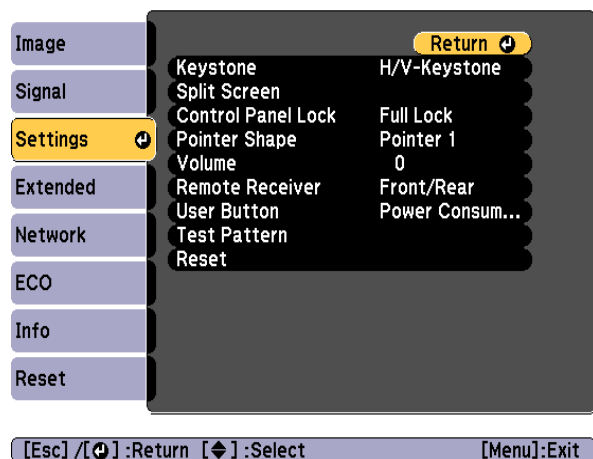 Return
Image
Keystone H/V-Keystone
Split Screen
Signal
Control Panel Lock Full Lock
Settings
Pointer Shape Pointer 1
Volume 0
Extended
Remote Receiver Front/Rear
User Button Power Consum...
Network
Test Pattern
Reset
ECO
Info
Reset
[Esc] /[ ] :Return [ ] :Select [Menu]:Exit